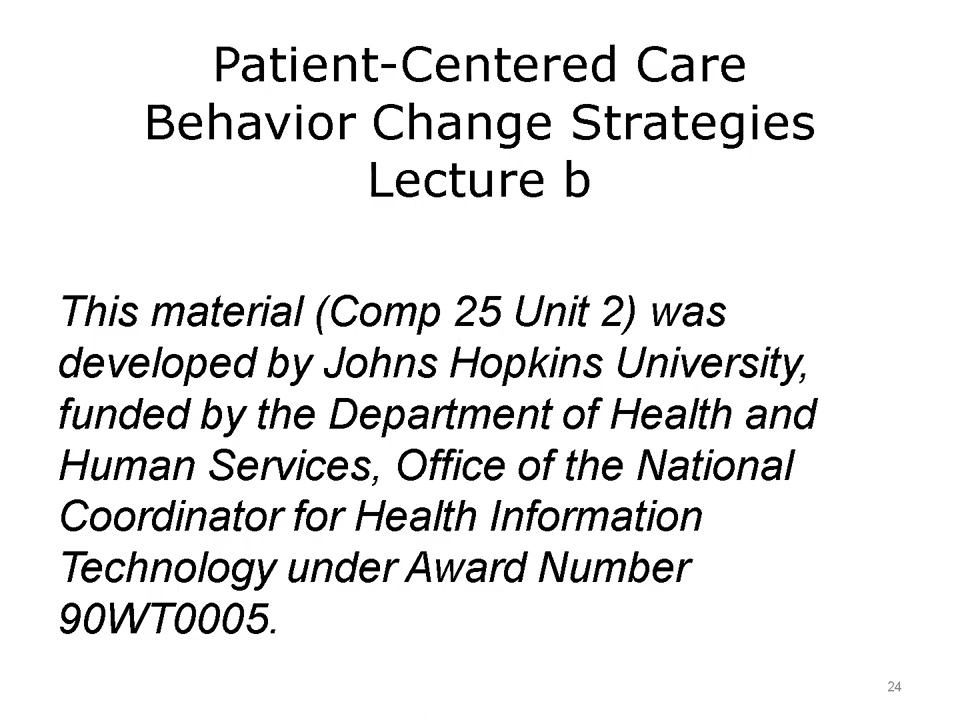 Patient-Centered Care
Behavior Change Strategies
Lecture b
This material (Comp 25 Unit 2) was
developed by Johns Hopkins University,
funded by the Department of Health and
Human Services, Office of the National
Coordinator for Health Information
Technology under Award Number
90WT0005.
24